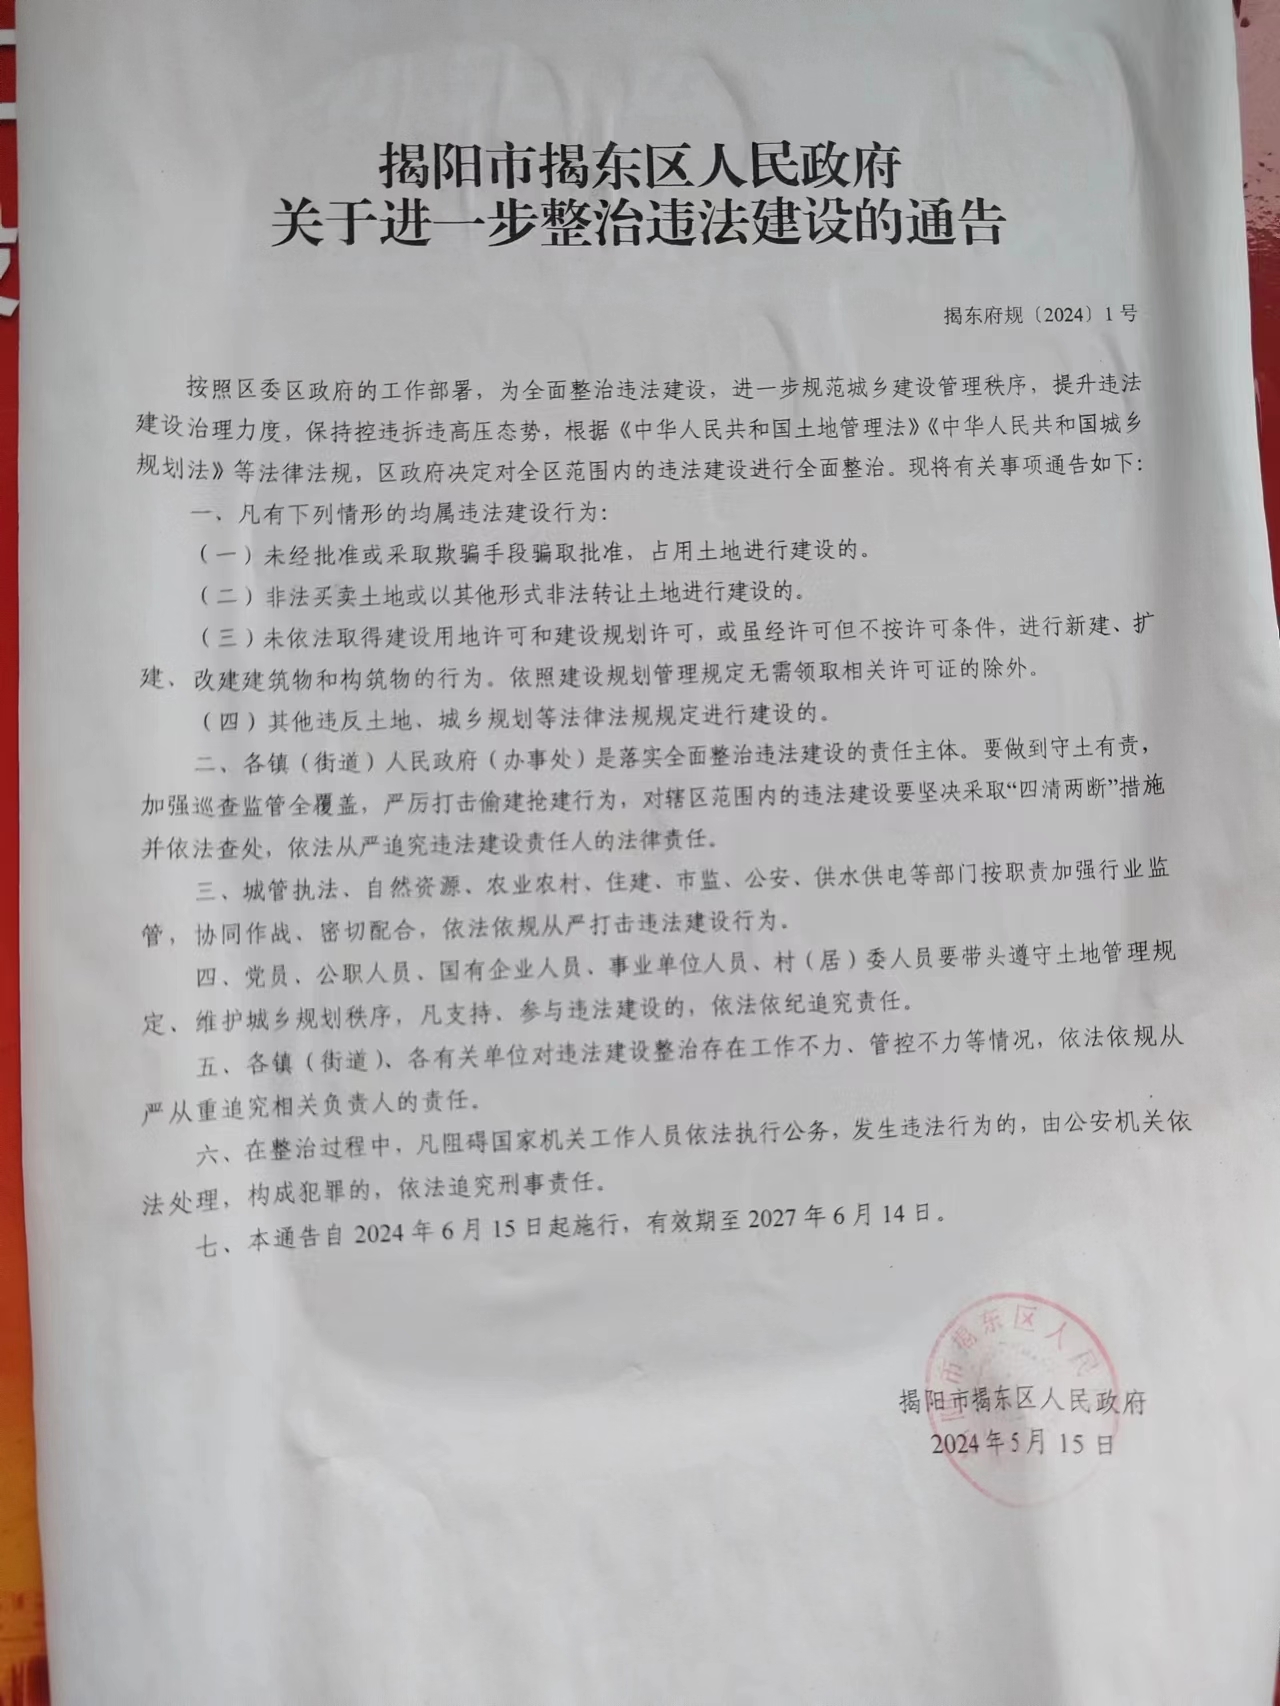 揭阳市揭东区人民政府
关于进一步整治违法建设的通告
揭东府规〔2024〕1号
按照区委区政府的工作部署，为全面整治违法建设，进一步规范城乡建设管理秩序，提升违法
建设治理力度，保持控违拆违高压态势，根据《中华人民共和国土地管理法》《中华人民共和国城乡
规划法》等法律法规，区政府决定对全区范围内的违法建设进行全面整治。现将有关事项通告如下：
一、凡有下列情形的均属违法建设行为：
（一）未经批准或采取欺骗手段骗取批准，占用土地进行建设的。
（二）非法买卖土地或以其他形式非法转让土地进行建设的。
（三）未依法取得建设用地许可和建设规划许可，或虽经许可但不按许可条件，进行新建、扩
建、改建建筑物和构筑物的行为。依照建设规划管理规定无需领取相关许可证的除外。
（四）其他违反土地、城乡规划等法律法规规定进行建设的。
二、各镇（街道）人民政府（办事处）是落实全面整治违法建设的责任主体。要做到守土有责，
加强巡查监管全覆盖，严厉打击偷建抢建行为，对辖区范围内的违法建设要坚决采取“四清两断”措施
并依法查处，依法从严追究违法建设责任人的法律责任。
三、城管执法、自然资源、农业农村、住建、市监、公安、供水供电等部门按职责加强行业监
管，协同作战、密切配合，依法依规从严打击违法建设行为。
四、党员、公职人员、国有企业人员、事业单位人员、村（居）委人员要带头遵守土地管理规
定、维护城乡规划秩序，凡支持、参与违法建设的，依法依纪追究责任。
五、各镇（街道）、各有关单位对违法建设整治存在工作不力、管控不力等情况，依法依规从
严从重追究相关负责人的责任。
六、在整治过程中，凡阻碍国家机关工作人员依法执行公务，发生违法行为的，由公安机关依
法处理，构成犯罪的，依法追究刑事责任。
七、本通告自2024年6月15日起施行，有效期至2027年6月14日。
揭阳市揭东区人民政府
2024年5月15日